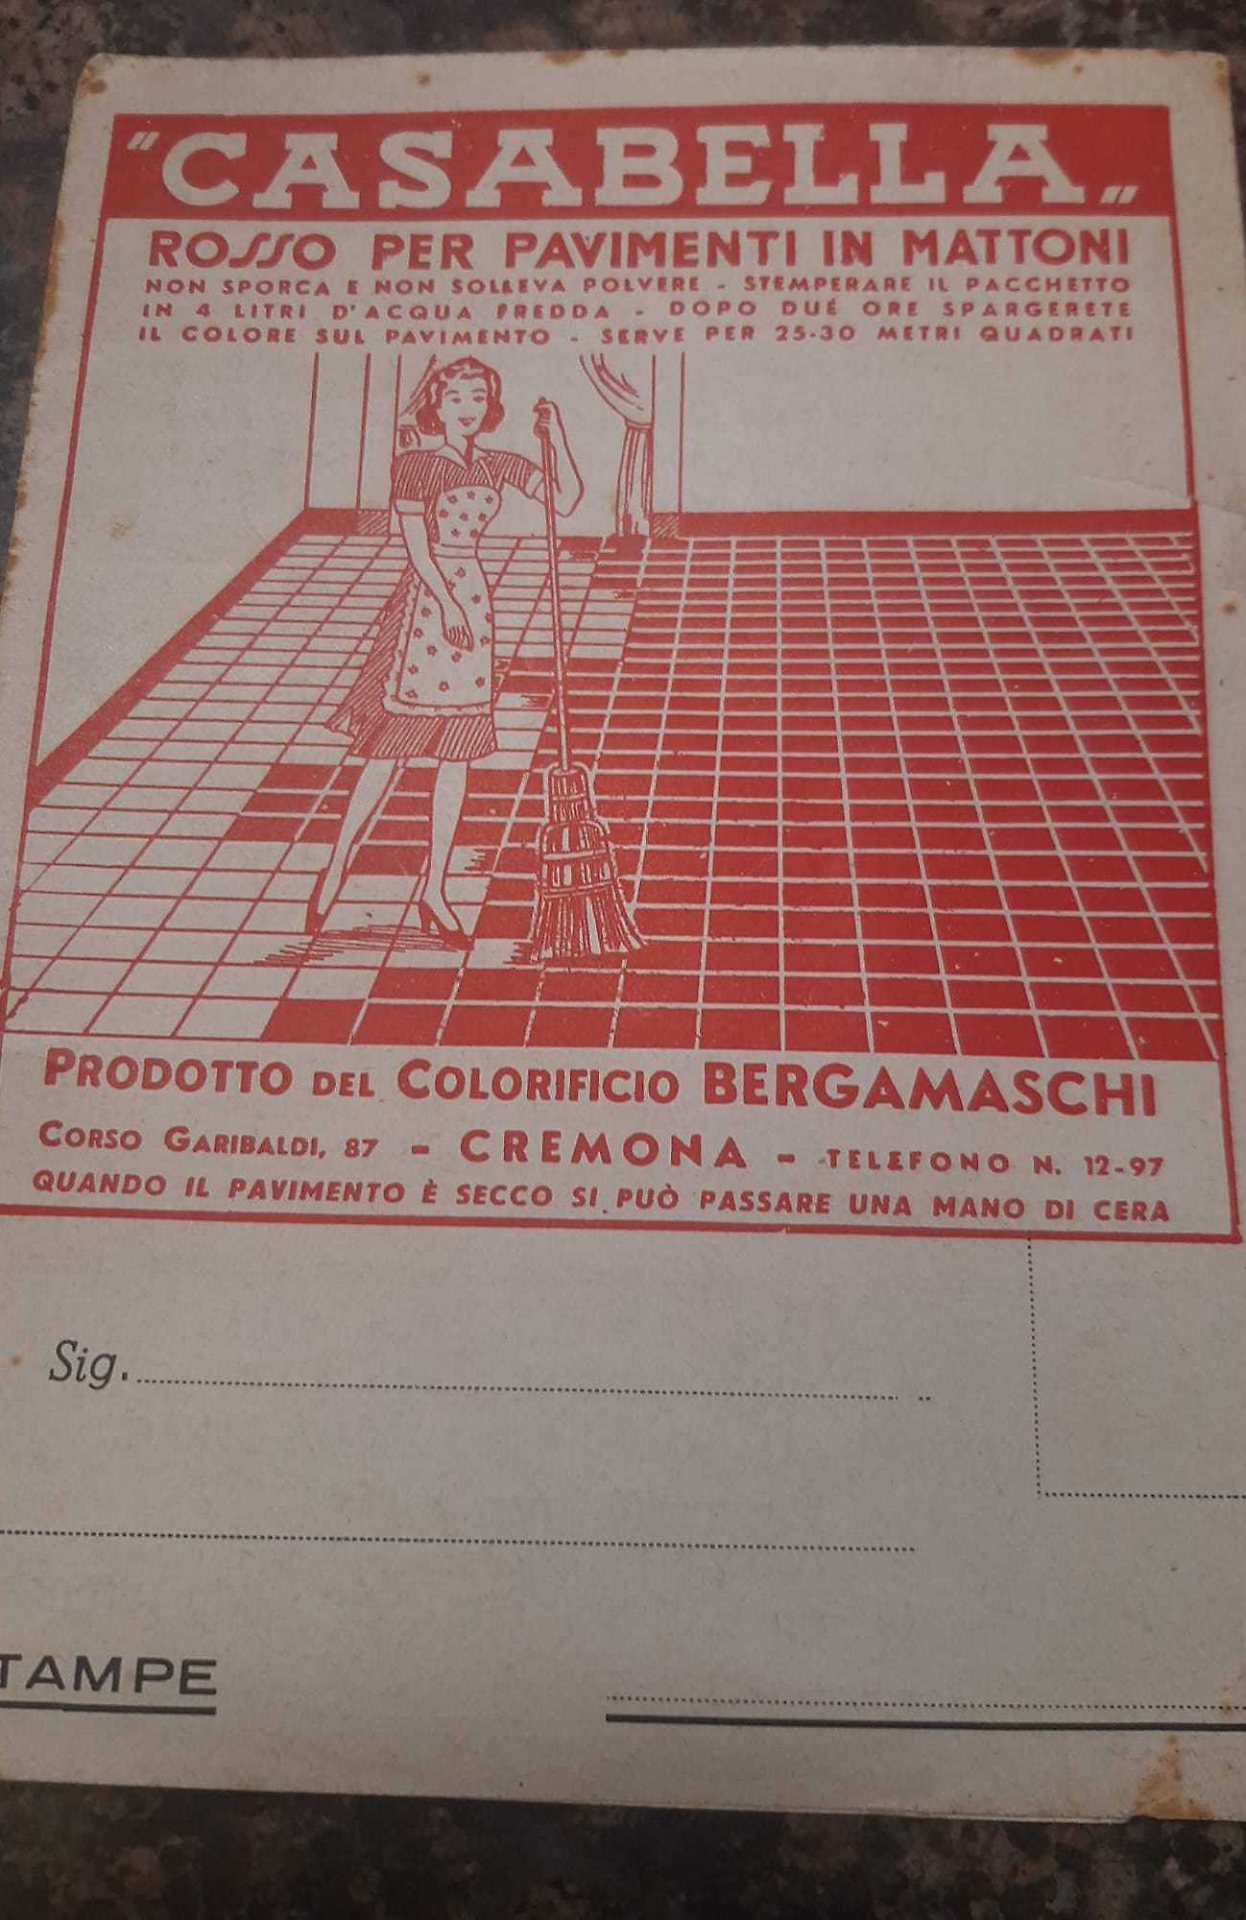 "CASABELLA„
ROSSO PER PAVIMENTI IN MATTONI
NON SPORCA E NON SOLLEVA POLVERE - STEMPERARE IL PACCHETTO
IN 4 LITRI D'ACQUA FREDDA - DOPO DUE ORE SPARGERETE
IL COLORE SUL PAVIMENTO - SERVE PER 25-30 METRI QUADRATI
PRODOTTO DEL COLORIFICIO BERGAMASCHI
CORSO GARIBALDI, 87 - CREMONA - TELEFONO N. 12-97
QUANDO IL PAVIMENTO È SECCO SI PUÒ PASSARE UNA MANO DI CERA
Sig.
TAMPE